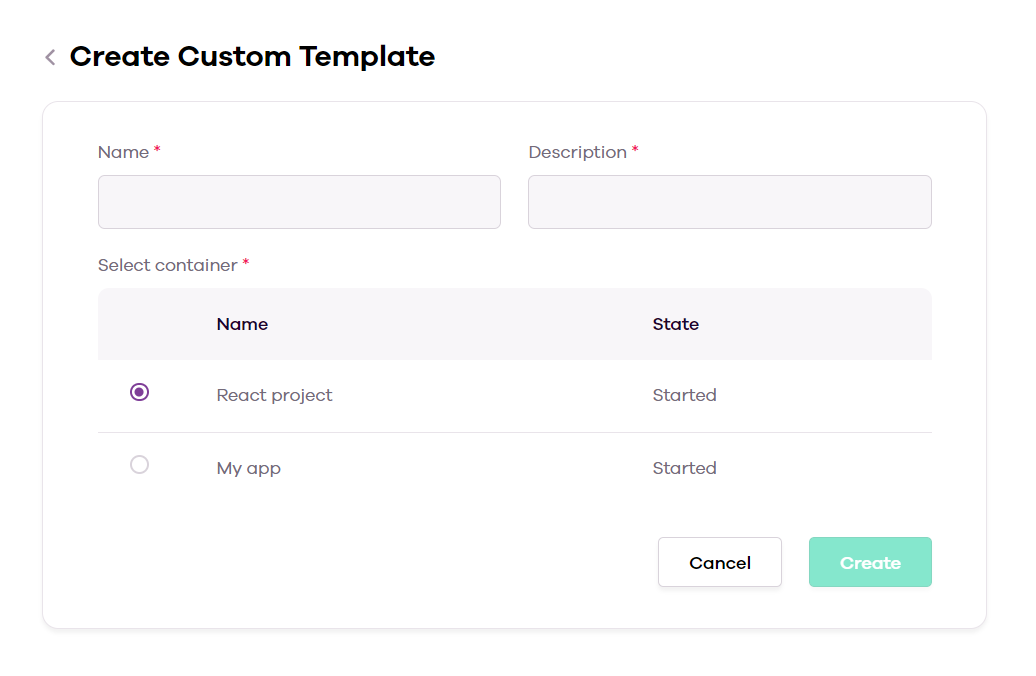 Create Custom Template
Name * Description *
Select container *
Name State
React project Started
My app Started
Cancel Create